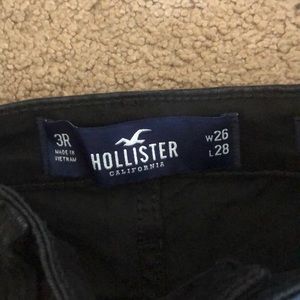 3R
MADE IN
VIETNAM
HOLLISTER
CALIFORNIA
W26
L28